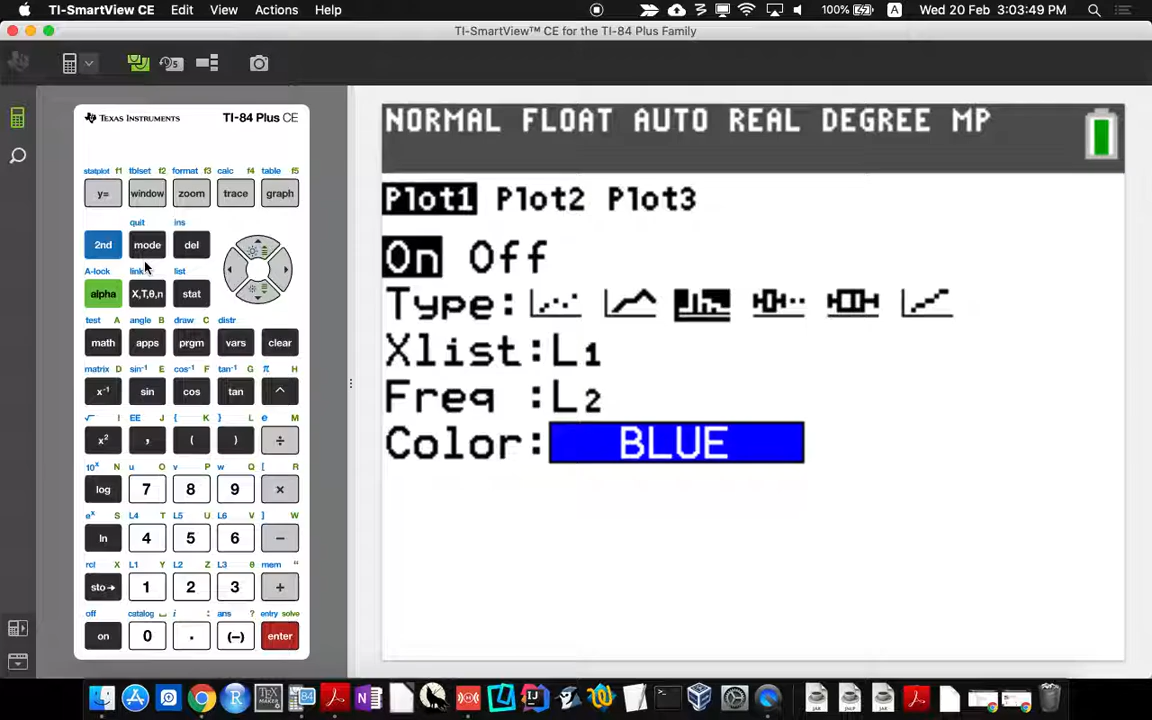 TI-SmartView CE Edit View Actions Help 100% A Wed 20 Feb 3:03:49 PM
TI-SmartView™ CE for the TI-84 Plus Family
TEXAS INSTRUMENTS TI-84 Plus CE
statplot f1 tblset f2 format f3 calc f4 table f5
y= window zoom trace graph
quit ins
2nd mode del
A-lock link list
alpha X,T,θ,n stat
test A angle B draw C distr
math apps prgm vars clear
matrix D sin⁻¹ E cos⁻¹ F tan⁻¹ G π H
x⁻¹ sin cos tan ^
√ I EE J { K } L e M
x² , ( ) ÷
10ˣ N u O v P w Q [ R
log 7 8 9 ×
eˣ S L4 T L5 U L6 V ] W
ln 4 5 6 −
rcl X L1 Y L2 Z L3 θ mem "
sto→ 1 2 3 +
off catalog i : ans ? entry solve
on 0 . (−) enter
NORMAL FLOAT AUTO REAL DEGREE MP
Plot1 Plot2 Plot3
On Off
Type:
Xlist:L1
Freq :L2
Color: BLUE